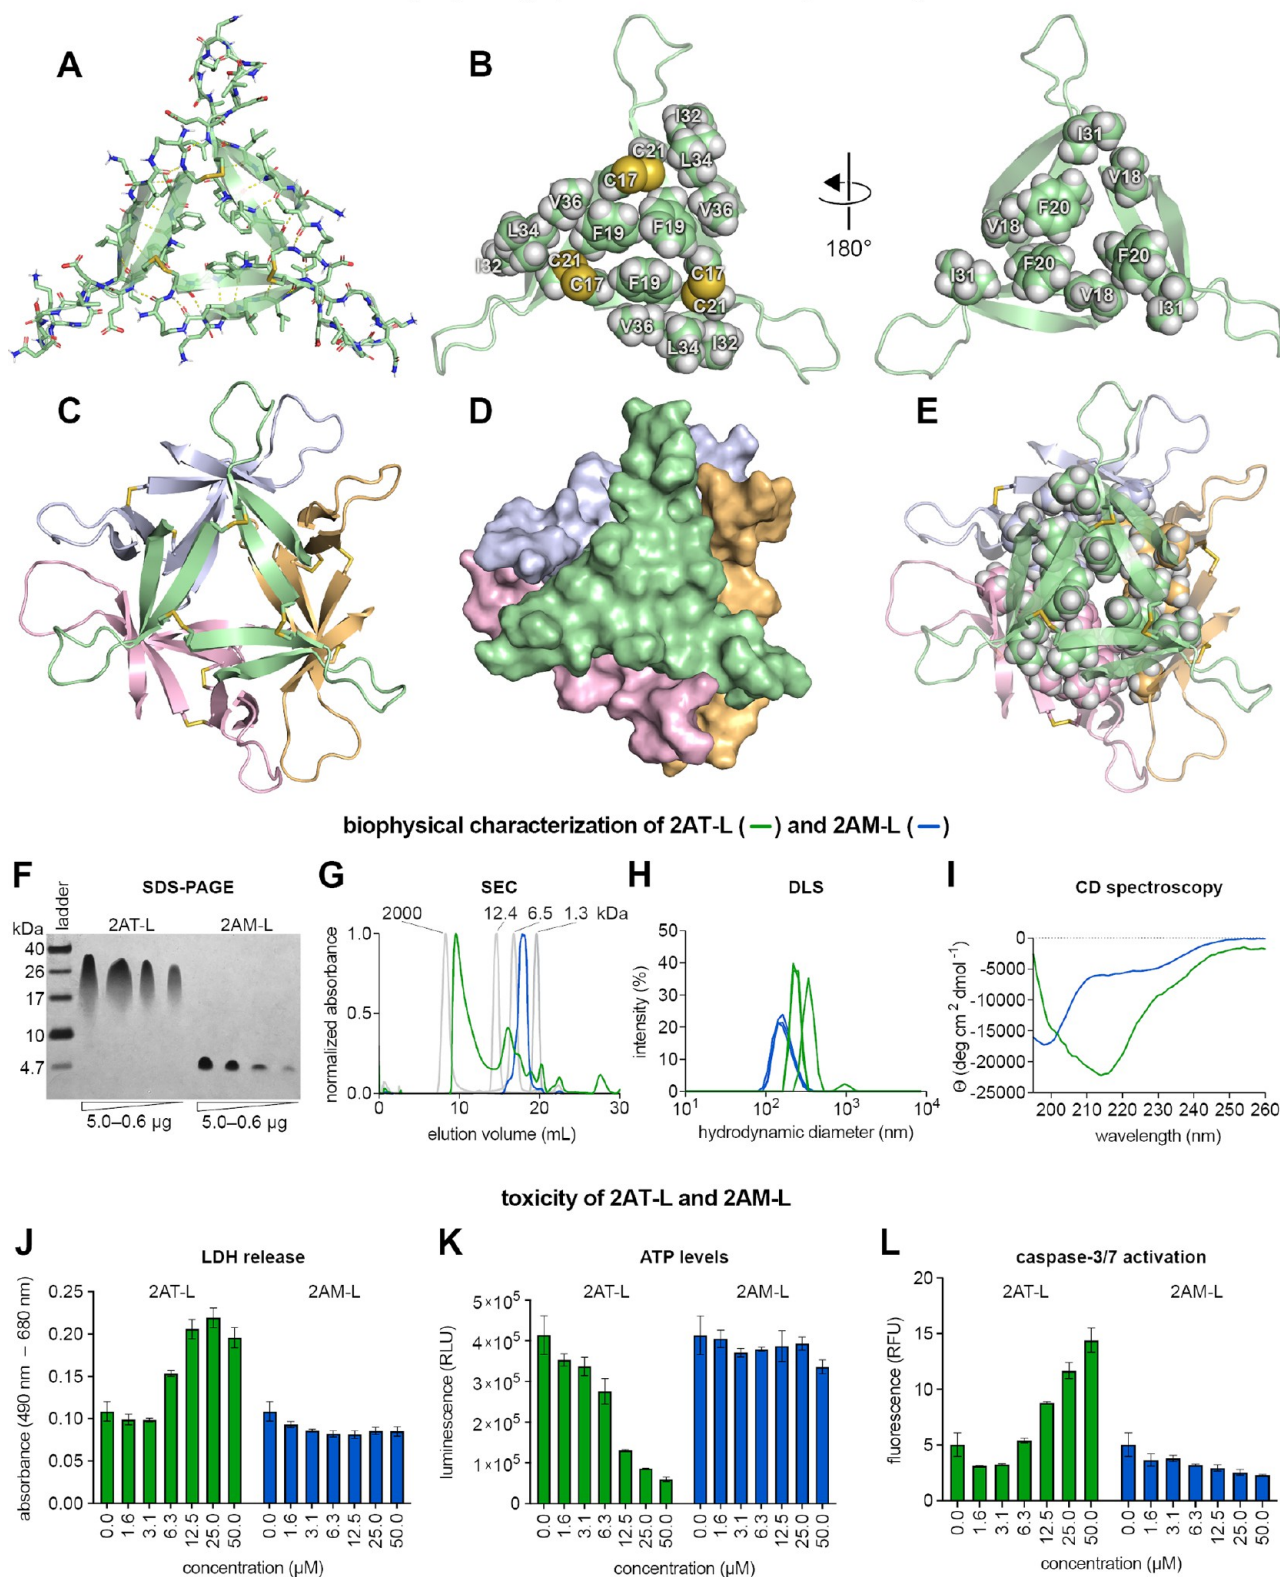 A
B
I32
C21
L34
C17
V36
V36
F19
F19
L34
C21
I32
C17
F19
C17
C21
V36
L34
I32
180°
I31
V18
F20
V18
F20
F20
I31
V18
I31
C
D
E
biophysical characterization of 2AT-L ( — ) and 2AM-L ( — )
F
SDS-PAGE
kDa
ladder
2AT-L
2AM-L
40
26
17
10
4.7
5.0–0.6 µg
5.0–0.6 µg
G
SEC
2000
12.4
6.5
1.3 kDa
normalized absorbance
1.0
0.5
0.0
0
10
20
30
elution volume (mL)
H
DLS
intensity (%)
50
40
30
20
10
0
10¹
10²
10³
10⁴
hydrodynamic diameter (nm)
I
CD spectroscopy
Θ (deg cm² dmol⁻¹)
0
-5000
-10000
-15000
-20000
-25000
200
210
220
230
240
250
260
wavelength (nm)
toxicity of 2AT-L and 2AM-L
J
LDH release
2AT-L
2AM-L
absorbance (490 nm – 680 nm)
0.25
0.20
0.15
0.10
0.05
0.00
0.0
1.6
3.1
6.3
12.5
25.0
50.0
0.0
1.6
3.1
6.3
12.5
25.0
50.0
concentration (µM)
K
ATP levels
2AT-L
2AM-L
luminescence (RLU)
5×10⁵
4×10⁵
3×10⁵
2×10⁵
1×10⁵
0
0.0
1.6
3.1
6.3
12.5
25.0
50.0
0.0
1.6
3.1
6.3
12.5
25.0
50.0
concentration (µM)
L
caspase-3/7 activation
2AT-L
2AM-L
fluorescence (RFU)
20
15
10
5
0
0.0
1.6
3.1
6.3
12.5
25.0
50.0
0.0
1.6
3.1
6.3
12.5
25.0
50.0
concentration (µM)